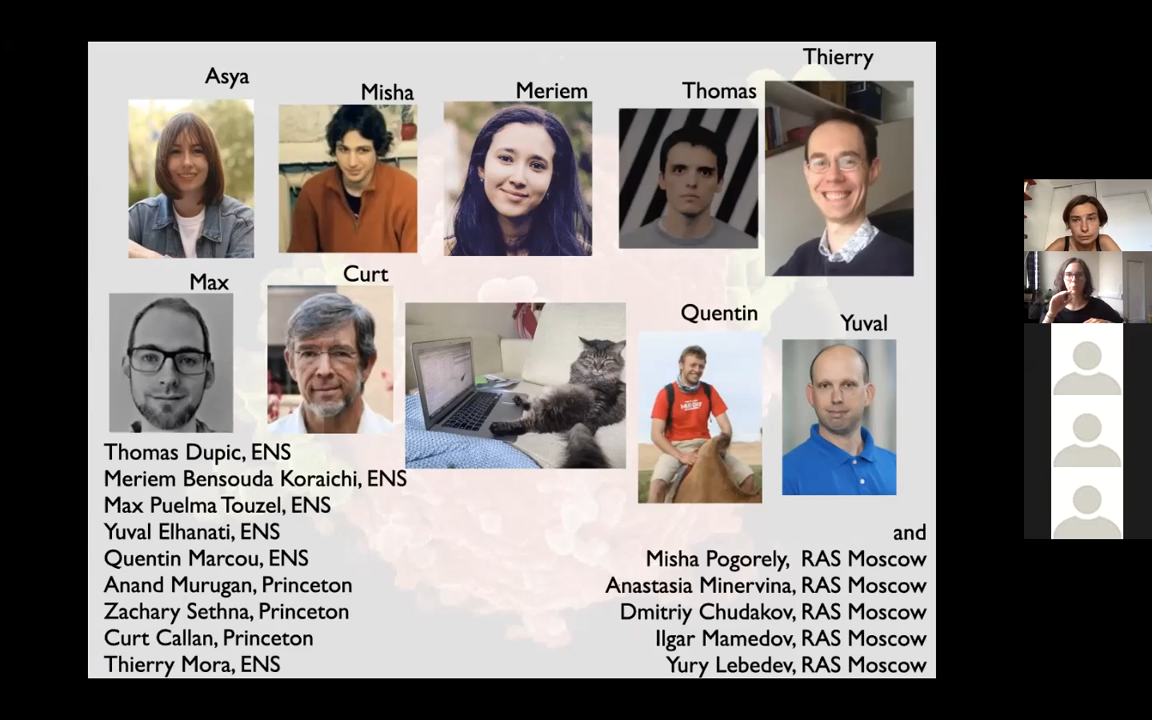 Thierry
Asya
Misha
Meriem
Thomas
Max
Curt
Quentin
Yuval
Thomas Dupic, ENS
Meriem Bensouda Koraichi, ENS
Max Puelma Touzel, ENS
Yuval Elhanati, ENS
Quentin Marcou, ENS
Anand Murugan, Princeton
Zachary Sethna, Princeton
Curt Callan, Princeton
Thierry Mora, ENS
and
Misha Pogorely, RAS Moscow
Anastasia Minervina, RAS Moscow
Dmitriy Chudakov, RAS Moscow
Ilgar Mamedov, RAS Moscow
Yury Lebedev, RAS Moscow